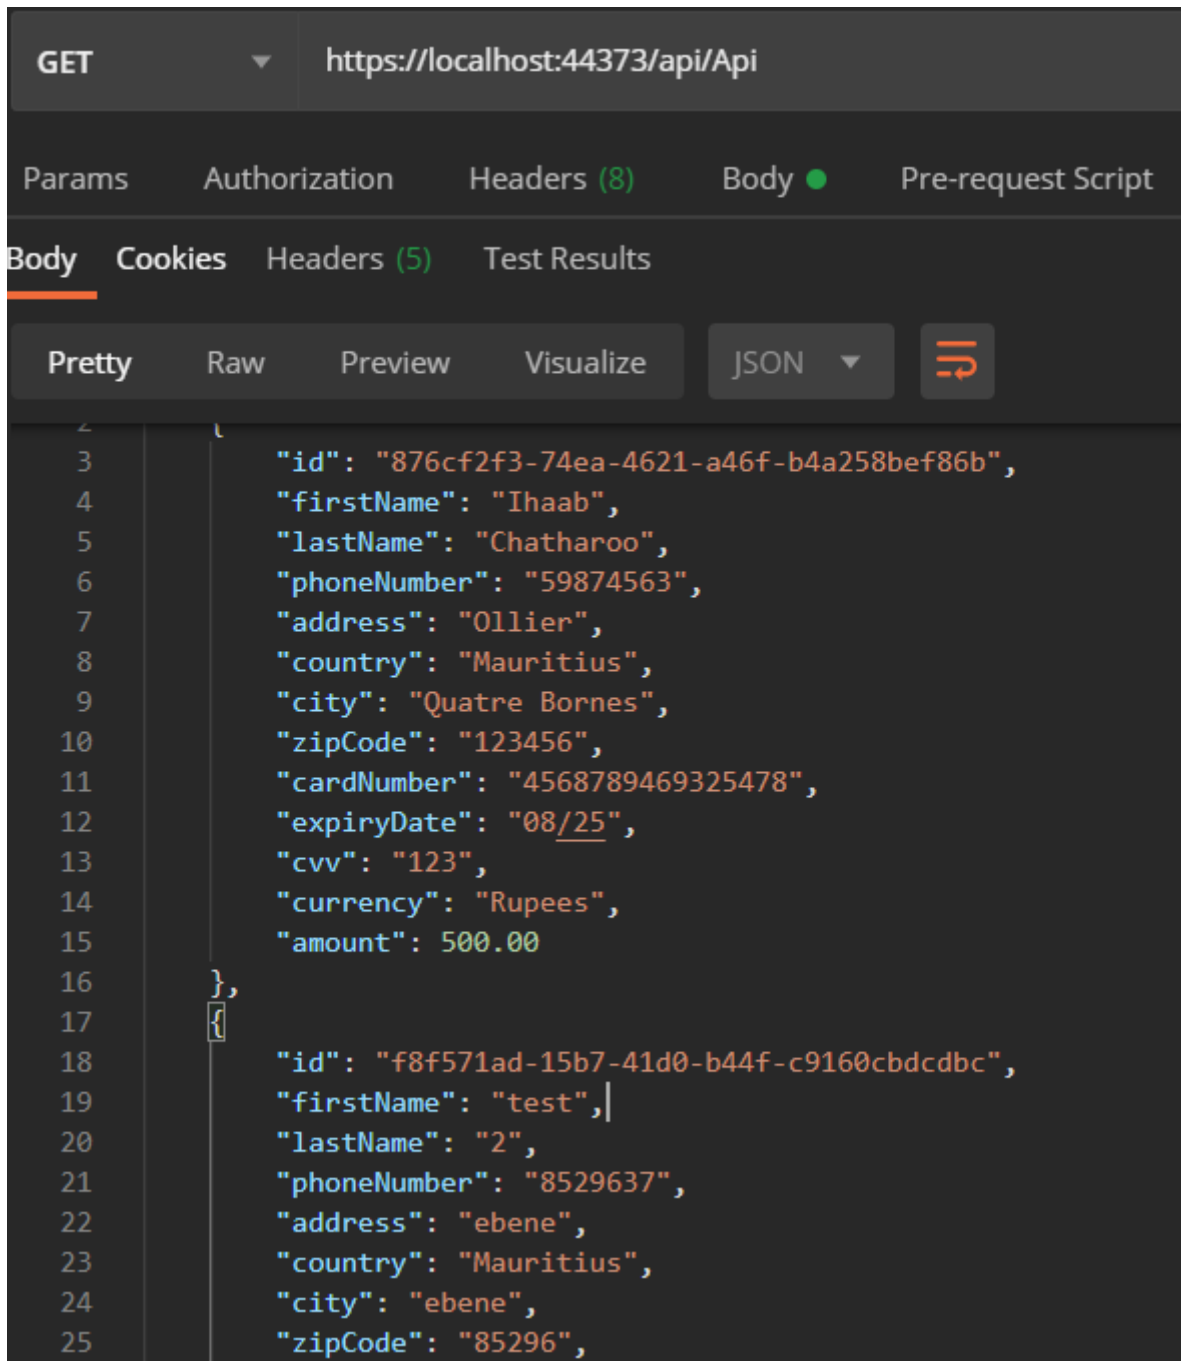 GET https://localhost:44373/api/Api
Params Authorization Headers (8) Body Pre-request Script
Body Cookies Headers (5) Test Results
Pretty Raw Preview Visualize JSON
2 {
3 "id": "876cf2f3-74ea-4621-a46f-b4a258bef86b",
4 "firstName": "Ihaab",
5 "lastName": "Chatharoo",
6 "phoneNumber": "59874563",
7 "address": "Ollier",
8 "country": "Mauritius",
9 "city": "Quatre Bornes",
10 "zipCode": "123456",
11 "cardNumber": "4568789469325478",
12 "expiryDate": "08/25",
13 "cvv": "123",
14 "currency": "Rupees",
15 "amount": 500.00
16 },
17 {
18 "id": "f8f571ad-15b7-41d0-b44f-c9160cbdcdbc",
19 "firstName": "test",
20 "lastName": "2",
21 "phoneNumber": "8529637",
22 "address": "ebene",
23 "country": "Mauritius",
24 "city": "ebene",
25 "zipCode": "85296",